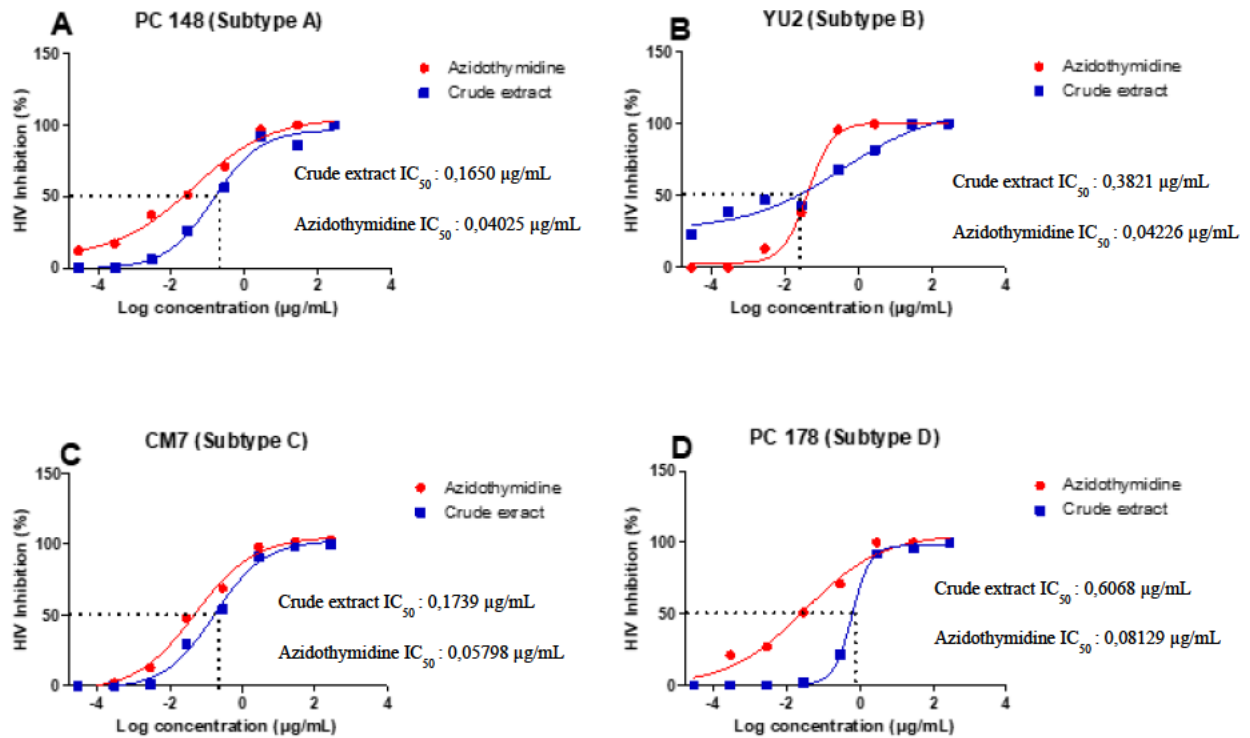 A
PC 148 (Subtype A)
150
100
50
0
HIV Inhibition (%)
-4
-2
0
2
4
Log concentration (µg/mL)
Azidothymidine
Crude extract
Crude extract IC50 : 0,1650 µg/mL
Azidothymidine IC50 : 0,04025 µg/mL
B
YU2 (Subtype B)
150
100
50
0
HIV Inhibition (%)
-4
-2
0
2
4
Log concentration (µg/mL)
Azidothymidine
Crude extract
Crude extract IC50 : 0,3821 µg/mL
Azidothymidine IC50 : 0,04226 µg/mL
C
CM7 (Subtype C)
150
100
50
0
HIV Inhibition (%)
-4
-2
0
2
4
Log concentration (µg/mL)
Azidothymidine
Crude exract
Crude extract IC50 : 0,1739 µg/mL
Azidothymidine IC50 : 0,05798 µg/mL
D
PC 178 (Subtype D)
150
100
50
0
HIV Inhibition (%)
-4
-2
0
2
4
Log concentration (µg/mL)
Azidothymidine
Crude extract
Crude extract IC50 : 0,6068 µg/mL
Azidothymidine IC50 : 0,08129 µg/mL